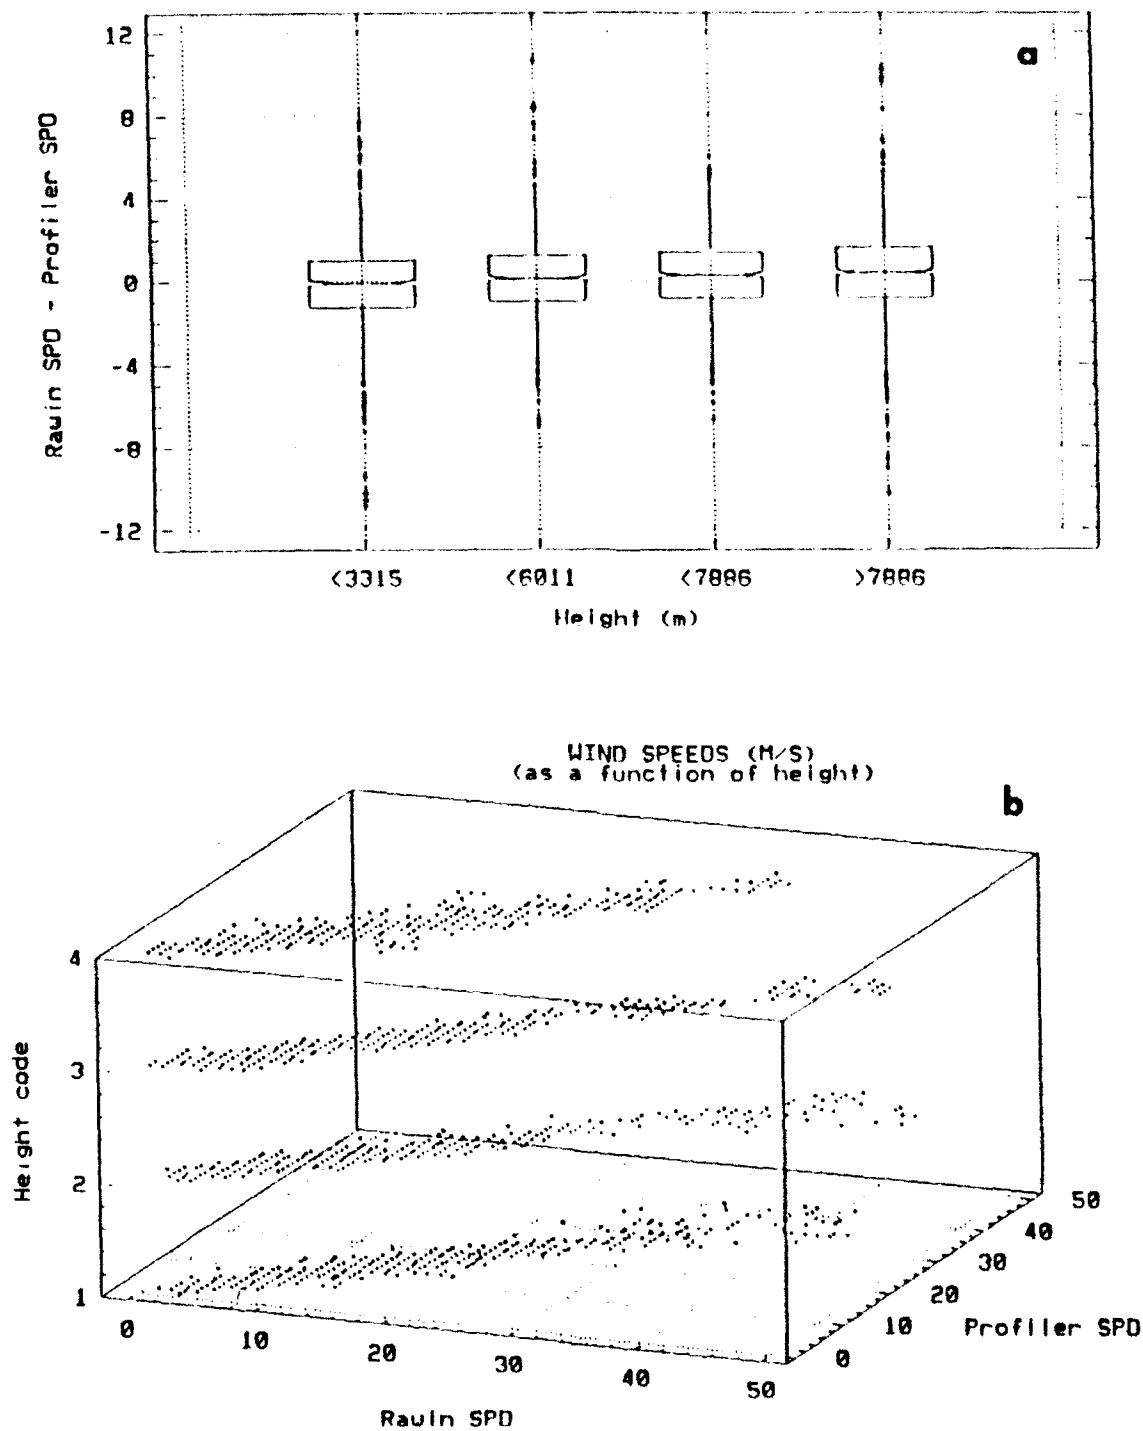 a
12
8
4
0
-4
-8
-12
Rawin SPD - Profiler SPD
<3315 <6011 <7886 >7886
Height (m)
WIND SPEEDS (M/S)
(as a function of height)
b
4
3
2
1
Height code
0 10 20 30 40 50
Rawin SPD
0 10 20 30 40 50
Profiler SPD